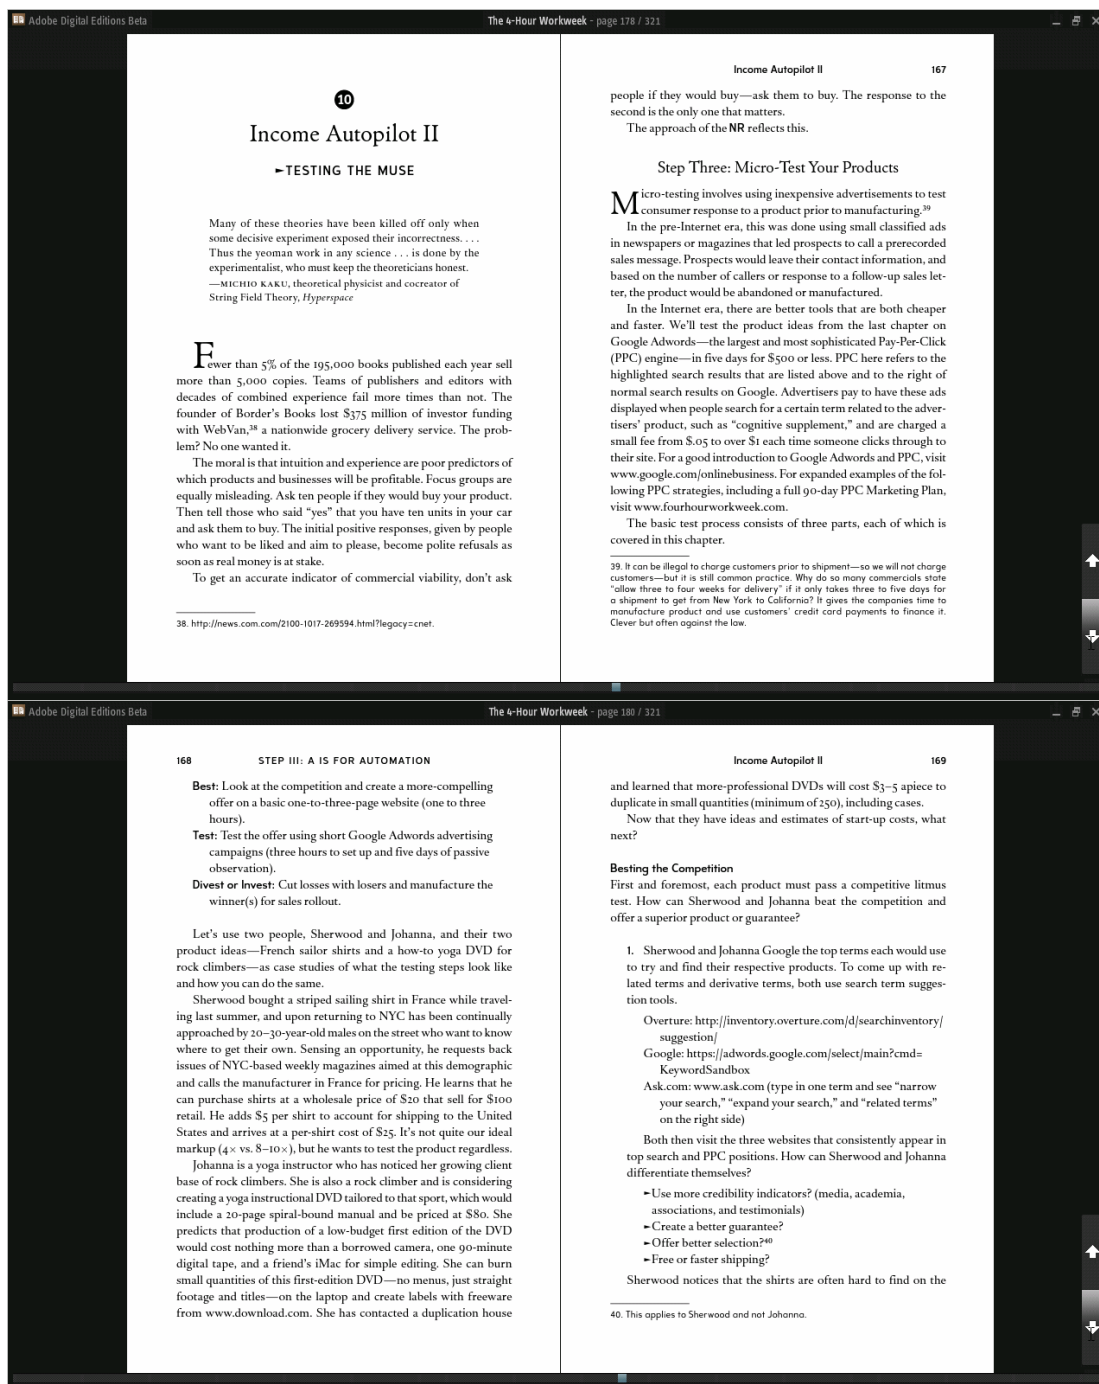 Adobe Digital Editions Beta
The 4-Hour Workweek - page 178 / 321
10
Income Autopilot II
►TESTING THE MUSE
Many of these theories have been killed off only when
some decisive experiment exposed their incorrectness. . . .
Thus the yeoman work in any science . . . is done by the
experimentalist, who must keep the theoreticians honest.
—MICHIO KAKU, theoretical physicist and cocreator of
String Field Theory, Hyperspace
Fewer than 5% of the 195,000 books published each year sell
more than 5,000 copies. Teams of publishers and editors with
decades of combined experience fail more times than not. The
founder of Border's Books lost $375 million of investor funding
with WebVan,38 a nationwide grocery delivery service. The prob-
lem? No one wanted it.
The moral is that intuition and experience are poor predictors of
which products and businesses will be profitable. Focus groups are
equally misleading. Ask ten people if they would buy your product.
Then tell those who said “yes” that you have ten units in your car
and ask them to buy. The initial positive responses, given by people
who want to be liked and aim to please, become polite refusals as
soon as real money is at stake.
To get an accurate indicator of commercial viability, don't ask
38. http://news.com.com/2100-1017-269594.html?legacy=cnet.
Income Autopilot II 167
people if they would buy—ask them to buy. The response to the
second is the only one that matters.
The approach of the NR reflects this.
Step Three: Micro-Test Your Products
Micro-testing involves using inexpensive advertisements to test
consumer response to a product prior to manufacturing.39
In the pre-Internet era, this was done using small classified ads
in newspapers or magazines that led prospects to call a prerecorded
sales message. Prospects would leave their contact information, and
based on the number of callers or response to a follow-up sales let-
ter, the product would be abandoned or manufactured.
In the Internet era, there are better tools that are both cheaper
and faster. We'll test the product ideas from the last chapter on
Google Adwords—the largest and most sophisticated Pay-Per-Click
(PPC) engine—in five days for $500 or less. PPC here refers to the
highlighted search results that are listed above and to the right of
normal search results on Google. Advertisers pay to have these ads
displayed when people search for a certain term related to the adver-
tisers' product, such as “cognitive supplement,” and are charged a
small fee from $.05 to over $1 each time someone clicks through to
their site. For a good introduction to Google Adwords and PPC, visit
www.google.com/onlinebusiness. For expanded examples of the fol-
lowing PPC strategies, including a full 90-day PPC Marketing Plan,
visit www.fourhourworkweek.com.
The basic test process consists of three parts, each of which is
covered in this chapter.
39. It can be illegal to charge customers prior to shipment—so we will not charge
customers—but it is still common practice. Why do so many commercials state
“allow three to four weeks for delivery” if it only takes three to five days for
a shipment to get from New York to California? It gives the companies time to
manufacture product and use customers' credit card payments to finance it.
Clever but often against the law.
Adobe Digital Editions Beta
The 4-Hour Workweek - page 180 / 321
168 STEP III: A IS FOR AUTOMATION
Best: Look at the competition and create a more-compelling
offer on a basic one-to-three-page website (one to three
hours).
Test: Test the offer using short Google Adwords advertising
campaigns (three hours to set up and five days of passive
observation).
Divest or Invest: Cut losses with losers and manufacture the
winner(s) for sales rollout.
Let's use two people, Sherwood and Johanna, and their two
product ideas—French sailor shirts and a how-to yoga DVD for
rock climbers—as case studies of what the testing steps look like
and how you can do the same.
Sherwood bought a striped sailing shirt in France while travel-
ing last summer, and upon returning to NYC has been continually
approached by 20–30-year-old males on the street who want to know
where to get their own. Sensing an opportunity, he requests back
issues of NYC-based weekly magazines aimed at this demographic
and calls the manufacturer in France for pricing. He learns that he
can purchase shirts at a wholesale price of $20 that sell for $100
retail. He adds $5 per shirt to account for shipping to the United
States and arrives at a per-shirt cost of $25. It's not quite our ideal
markup (4× vs. 8–10×), but he wants to test the product regardless.
Johanna is a yoga instructor who has noticed her growing client
base of rock climbers. She is also a rock climber and is considering
creating a yoga instructional DVD tailored to that sport, which would
include a 20-page spiral-bound manual and be priced at $80. She
predicts that production of a low-budget first edition of the DVD
would cost nothing more than a borrowed camera, one 90-minute
digital tape, and a friend's iMac for simple editing. She can burn
small quantities of this first-edition DVD—no menus, just straight
footage and titles—on the laptop and create labels with freeware
from www.download.com. She has contacted a duplication house
Income Autopilot II 169
and learned that more-professional DVDs will cost $3–5 apiece to
duplicate in small quantities (minimum of 250), including cases.
Now that they have ideas and estimates of start-up costs, what
next?
Besting the Competition
First and foremost, each product must pass a competitive litmus
test. How can Sherwood and Johanna beat the competition and
offer a superior product or guarantee?
1. Sherwood and Johanna Google the top terms each would use
to try and find their respective products. To come up with re-
lated terms and derivative terms, both use search term sugges-
tion tools.
Overture: http://inventory.overture.com/d/searchinventory/
suggestion/
Google: https://adwords.google.com/select/main?cmd=
KeywordSandbox
Ask.com: www.ask.com (type in one term and see “narrow
your search,” “expand your search,” and “related terms”
on the right side)
Both then visit the three websites that consistently appear in
top search and PPC positions. How can Sherwood and Johanna
differentiate themselves?
►Use more credibility indicators? (media, academia,
associations, and testimonials)
►Create a better guarantee?
►Offer better selection?40
►Free or faster shipping?
Sherwood notices that the shirts are often hard to find on the
40. This applies to Sherwood and not Johanna.